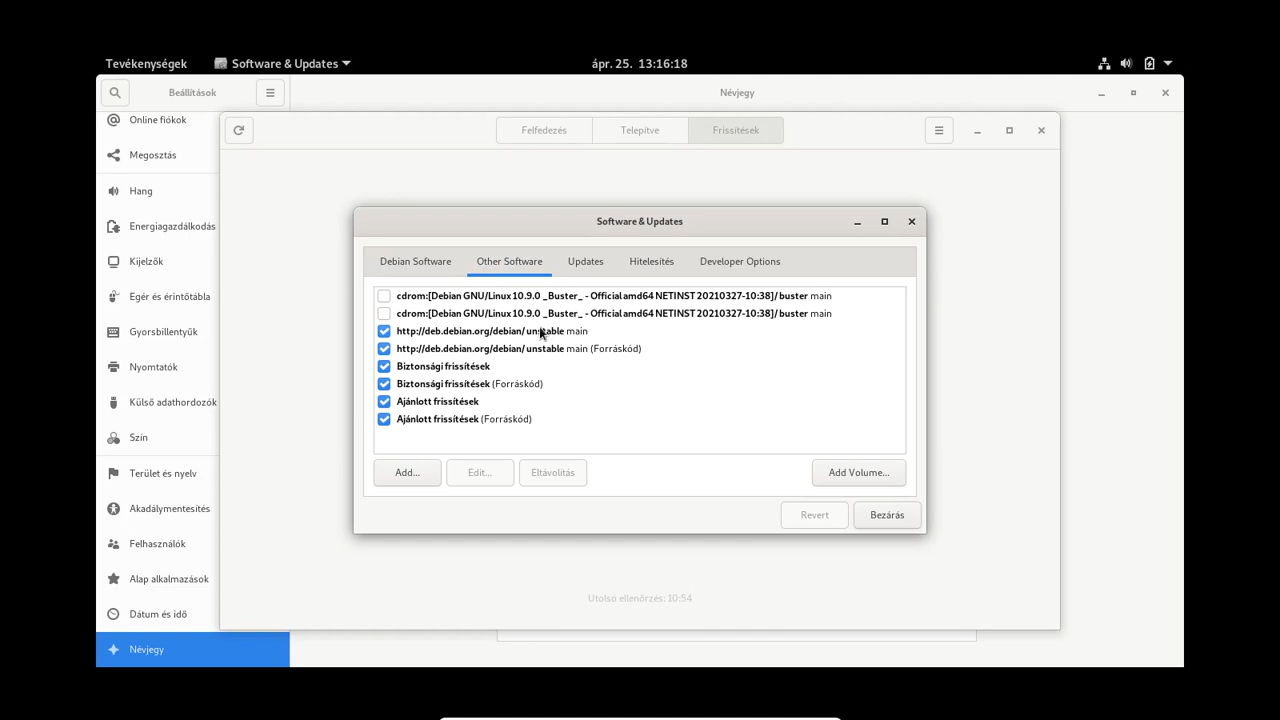 Tevékenységek Software & Updates ápr. 25. 13:16:18
Beállítások Névjegy
Online fiókok
Megosztás
Hang
Energiagazdálkodás
Kijelzők
Egér és érintőtábla
Gyorsbillentyűk
Nyomtatók
Külső adathordozók
Szín
Terület és nyelv
Akadálymentesítés
Felhasználók
Alap alkalmazások
Dátum és idő
Névjegy
Felfedezés Telepítve Frissítések
Software & Updates
Debian Software Other Software Updates Hitelesítés Developer Options
cdrom:[Debian GNU/Linux 10.9.0 _Buster_ - Official amd64 NETINST 20210327-10:38]/ buster main
cdrom:[Debian GNU/Linux 10.9.0 _Buster_ - Official amd64 NETINST 20210327-10:38]/ buster main
http://deb.debian.org/debian/ unstable main
http://deb.debian.org/debian/ unstable main (Forráskód)
Biztonsági frissítések
Biztonsági frissítések (Forráskód)
Ajánlott frissítések
Ajánlott frissítések (Forráskód)
Add... Edit... Eltávolítás Add Volume...
Revert Bezárás
Utolsó ellenőrzés: 10:54